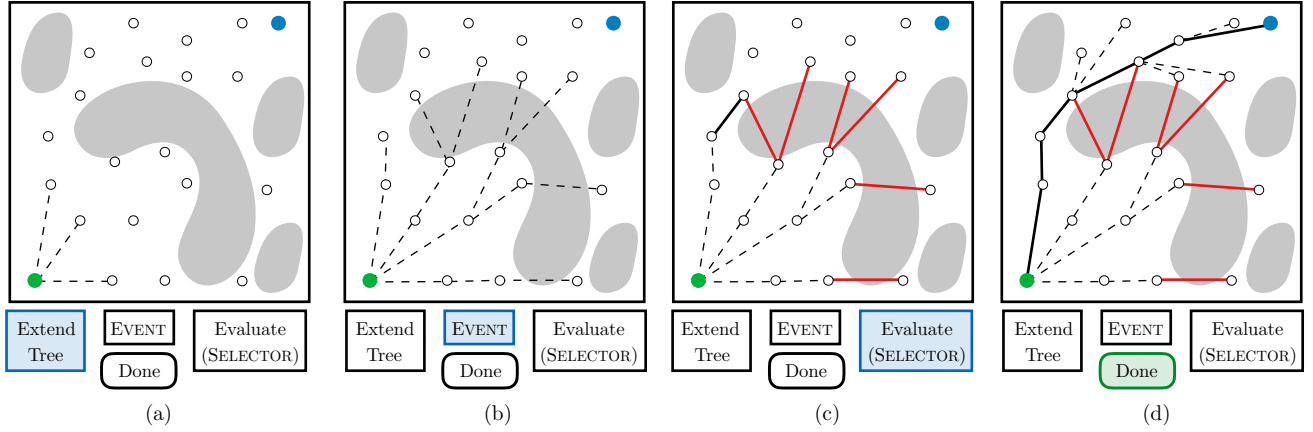 Extend
Tree
EVENT
Done
Evaluate
(SELECTOR)
(a)
Extend
Tree
EVENT
Done
Evaluate
(SELECTOR)
(b)
Extend
Tree
EVENT
Done
Evaluate
(SELECTOR)
(c)
Extend
Tree
EVENT
Done
Evaluate
(SELECTOR)
(d)